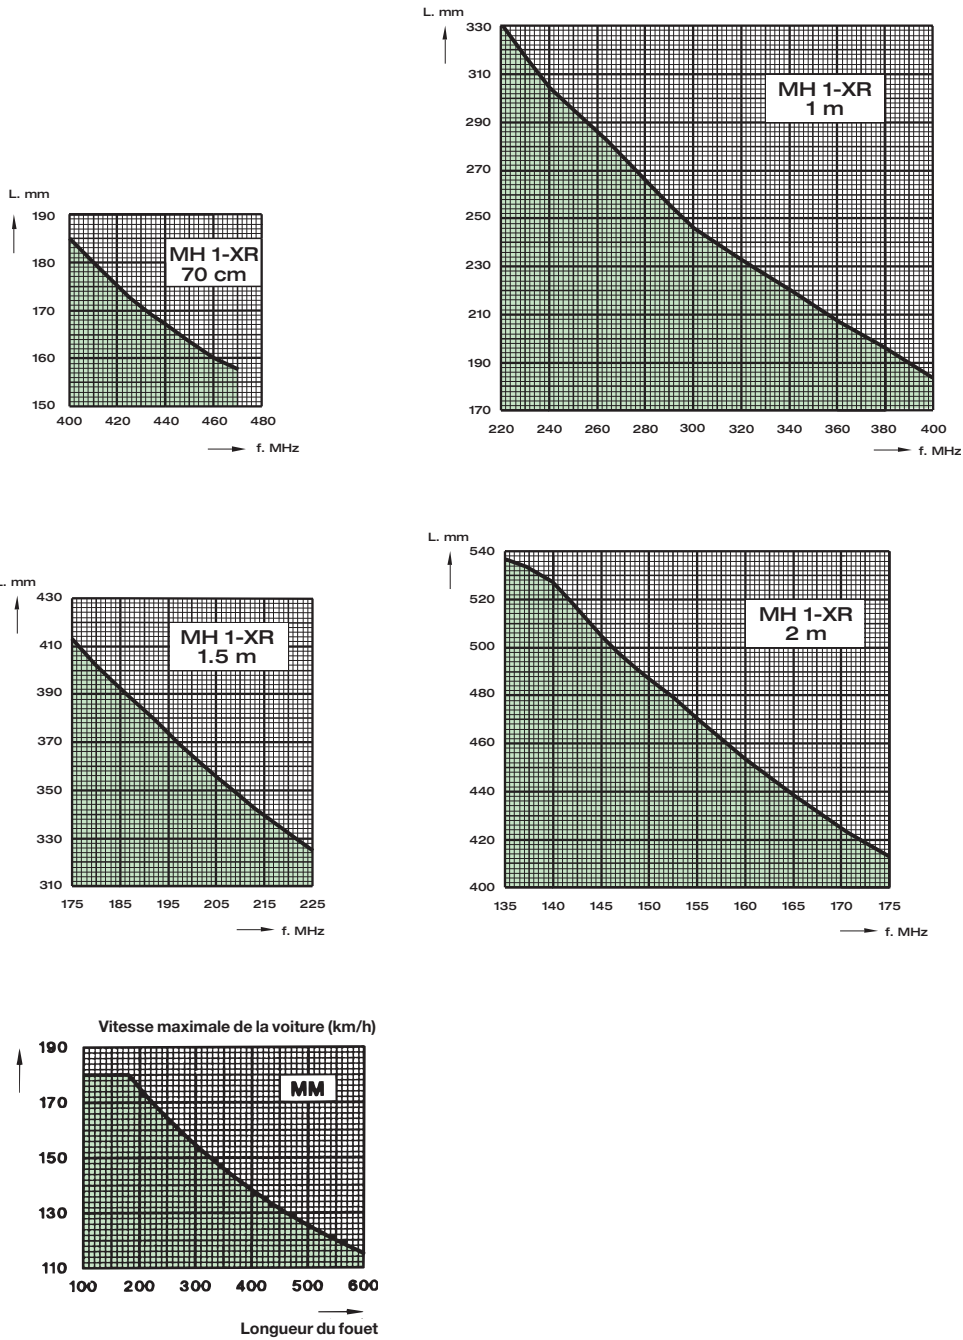 L. mm
190
180
170
160
150
MH 1-XR
70 cm
400 420 440 460 480
f. MHz
L. mm
330
310
290
270
250
230
210
190
170
MH 1-XR
1 m
220 240 260 280 300 320 340 360 380 400
f. MHz
L. mm
430
410
390
370
350
330
310
MH 1-XR
1.5 m
175 185 195 205 215 225
f. MHz
L. mm
540
520
500
480
460
440
420
400
MH 1-XR
2 m
135 140 145 150 155 160 165 170 175
f. MHz
Vitesse maximale de la voiture (km/h)
190
170
150
130
110
MM
100 200 300 400 500 600
Longueur du fouet